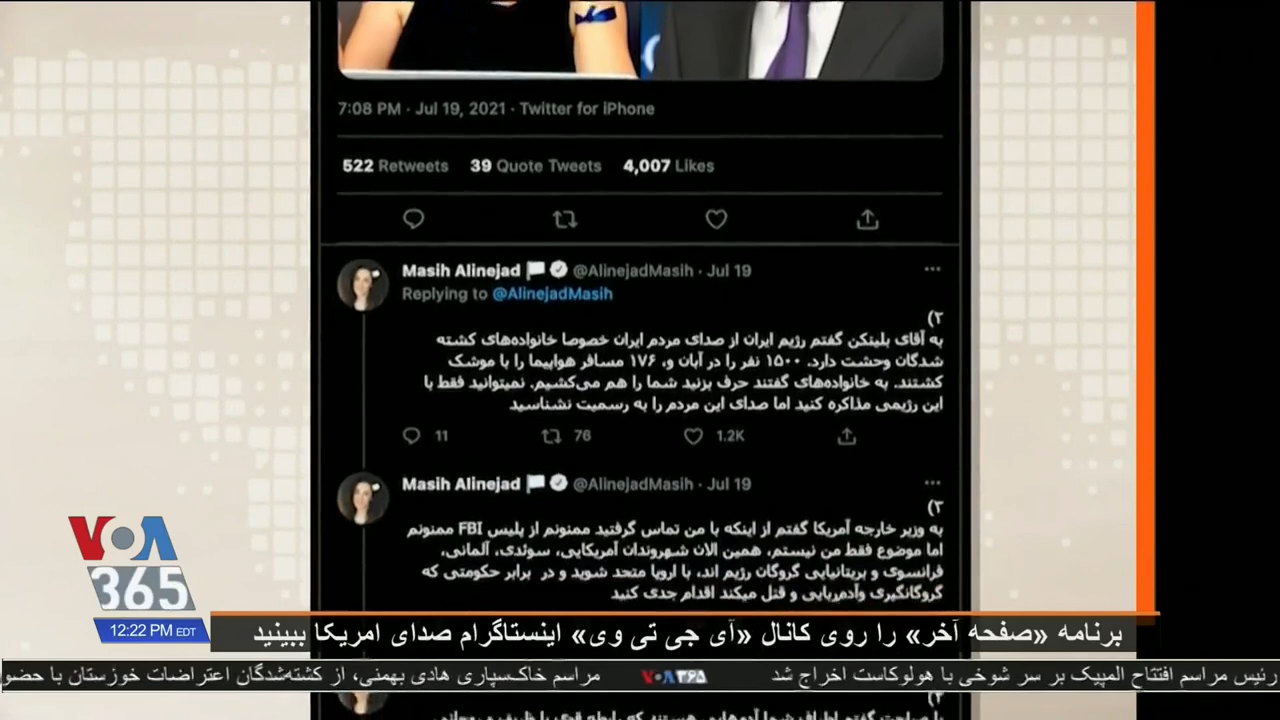 7:08 PM · Jul 19, 2021 · Twitter for iPhone
522 Retweets 39 Quote Tweets 4,007 Likes
Masih Alinejad @AlinejadMasih · Jul 19
Replying to @AlinejadMasih
(۲
به آقای بلینکن گفتم رژیم ایران از صدای مردم ایران خصوصا خانواده‌های کشته
شدگان وحشت دارد. ۱۵۰۰ نفر را در آبان و، ۱۷۶ مسافر هواپیما را با موشک
کشتند. به خانواده‌های گفتند حرف بزنید شما را هم می‌کشیم. نمیتوانید فقط با
این رژیمی مذاکره کنید اما صدای این مردم را به رسمیت نشناسید
11 76 1.2K
Masih Alinejad @AlinejadMasih · Jul 19
(۳
به وزیر خارجه آمریکا گفتم از اینکه با من تماس گرفتید ممنونم از پلیس FBI ممنونم
اما موضوع فقط من نیستم، همین الان شهروندان آمریکایی، سوئدی، آلمانی،
فرانسوی و بریتانیایی گروگان رژیم اند، با اروپا متحد شوید و در برابر حکومتی که
گروگانگیری وآدم‌ربایی و قتل میکند اقدام جدی کنید
VOA
365
12:22 PM EDT
برنامه «صفحه آخر» را روی کانال «آی جی تی وی» اینستاگرام صدای امریکا ببینید
رئیس مراسم افتتاح المپیک بر سر شوخی با هولوکاست اخراج شد VOA۳۶۵ مراسم خاک‌سپاری هادی بهمنی، از کشته‌شدگان اعتراضات خوزستان با حضو